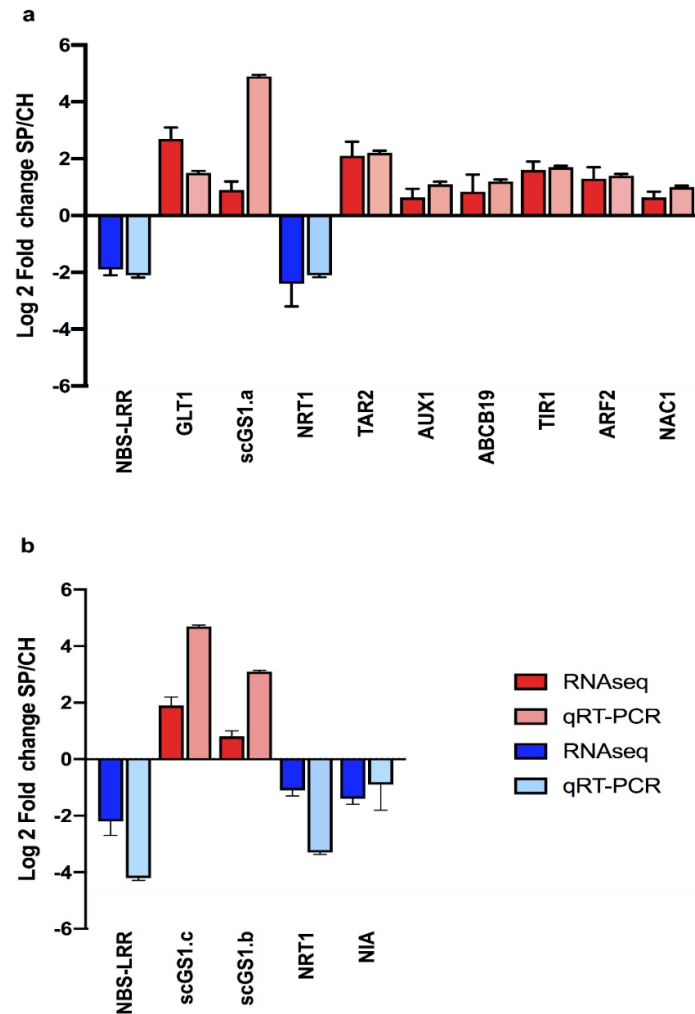 a
Log 2 Fold change SP/CH
6
4
2
0
-2
-4
-6
NBS-LRR
GLT1
scGS1.a
NRT1
TAR2
AUX1
ABCB19
TIR1
ARF2
NAC1
b
Log 2 Fold change SP/CH
6
4
2
0
-2
-4
-6
NBS-LRR
scGS1.c
scGS1.b
NRT1
NIA
RNAseq
qRT-PCR
RNAseq
qRT-PCR